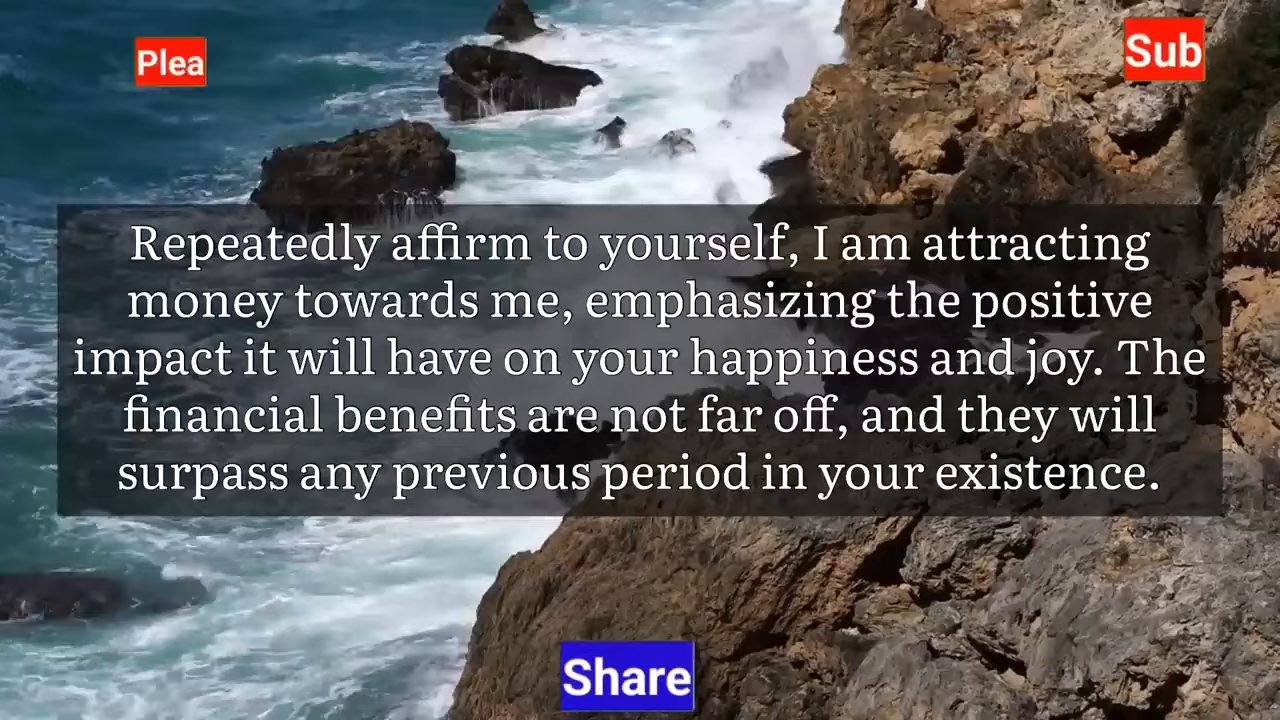 Plea
Sub
Repeatedly affirm to yourself, I am attracting
money towards me, emphasizing the positive
impact it will have on your happiness and joy. The
financial benefits are not far off, and they will
surpass any previous period in your existence.
Share